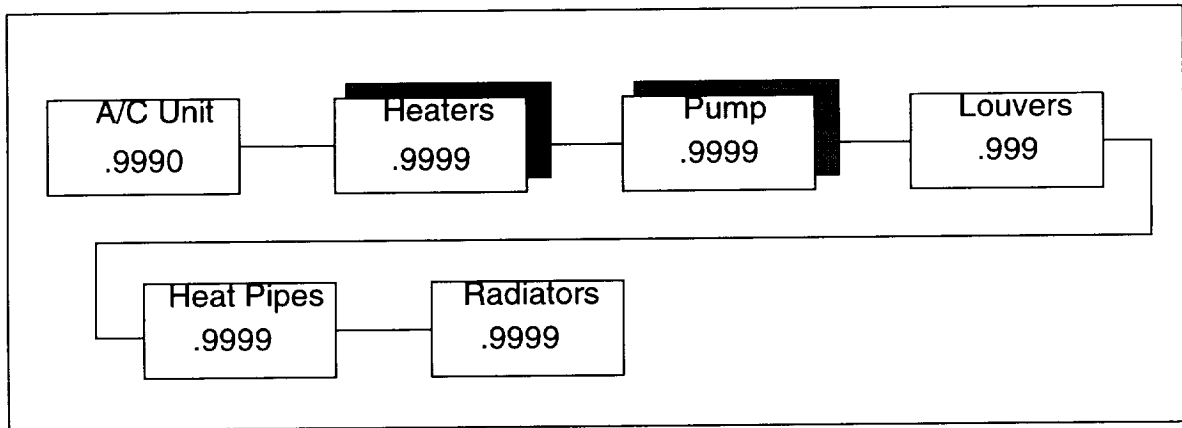 A/C Unit
.9990
Heaters
.9999
Pump
.9999
Louvers
.999
Heat Pipes
.9999
Radiators
.9999